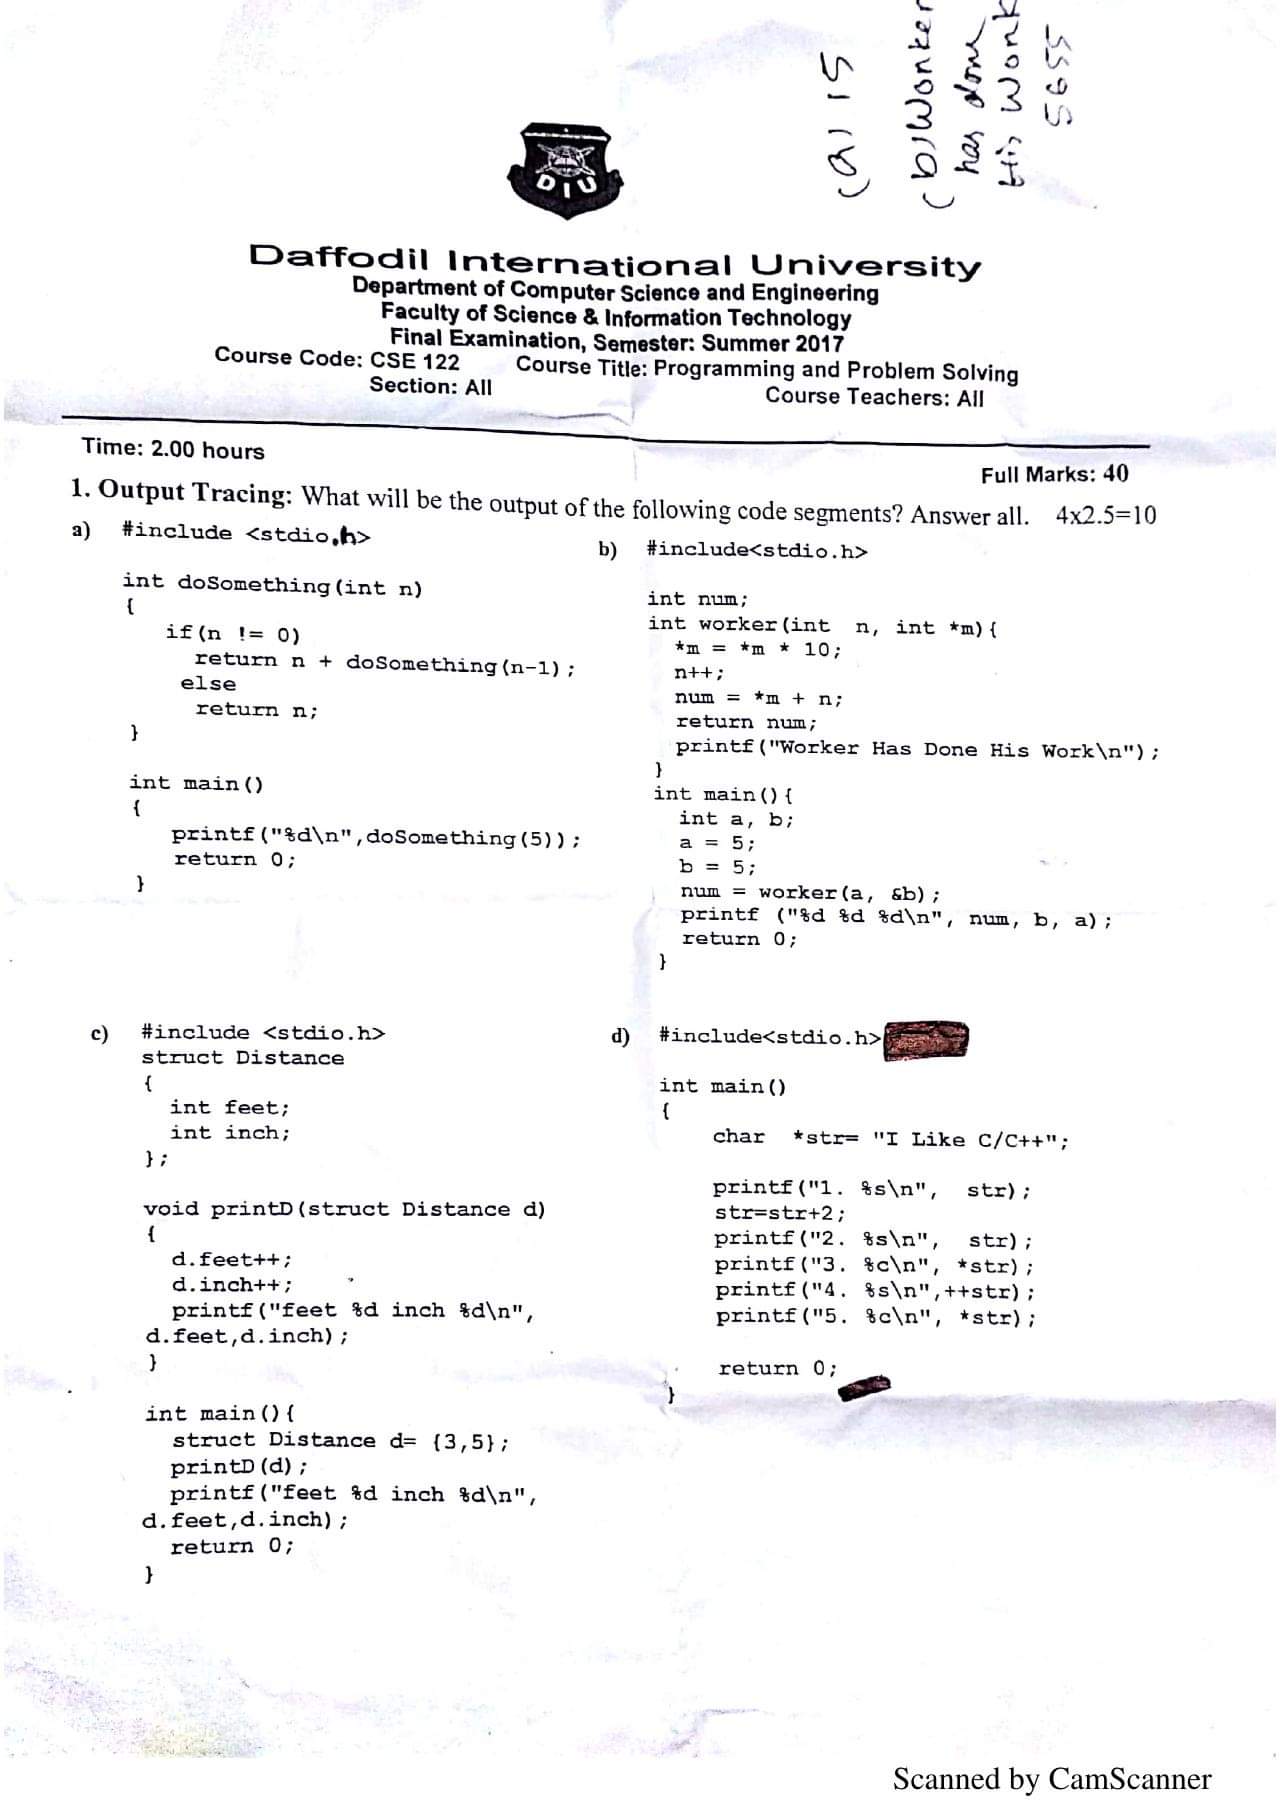 (a) 15
(b) Worker
has done
His Work
5655
DIU
Daffodil International University
Department of Computer Science and Engineering
Faculty of Science & Information Technology
Final Examination, Semester: Summer 2017
Course Code: CSE 122 Course Title: Programming and Problem Solving
Section: All Course Teachers: All
Time: 2.00 hours
Full Marks: 40
1. Output Tracing: What will be the output of the following code segments? Answer all. 4x2.5=10
a) #include <stdio.h>
int doSomething(int n)
{
if(n != 0)
return n + doSomething(n-1);
else
return n;
}
int main()
{
printf("%d\n",doSomething(5));
return 0;
}
b) #include<stdio.h>
int num;
int worker(int n, int *m){
*m = *m * 10;
n++;
num = *m + n;
return num;
printf("Worker Has Done His Work\n");
}
int main(){
int a, b;
a = 5;
b = 5;
num = worker(a, &b);
printf ("%d %d %d\n", num, b, a);
return 0;
}
c) #include <stdio.h>
struct Distance
{
int feet;
int inch;
};
void printD(struct Distance d)
{
d.feet++;
d.inch++;
printf("feet %d inch %d\n",
d.feet,d.inch);
}
int main(){
struct Distance d= {3,5};
printD(d);
printf("feet %d inch %d\n",
d.feet,d.inch);
return 0;
}
d) #include<stdio.h>
int main()
{
char *str= "I Like C/C++";
printf("1. %s\n", str);
str=str+2;
printf("2. %s\n", str);
printf("3. %c\n", *str);
printf("4. %s\n",++str);
printf("5. %c\n", *str);
return 0;
}
Scanned by CamScanner